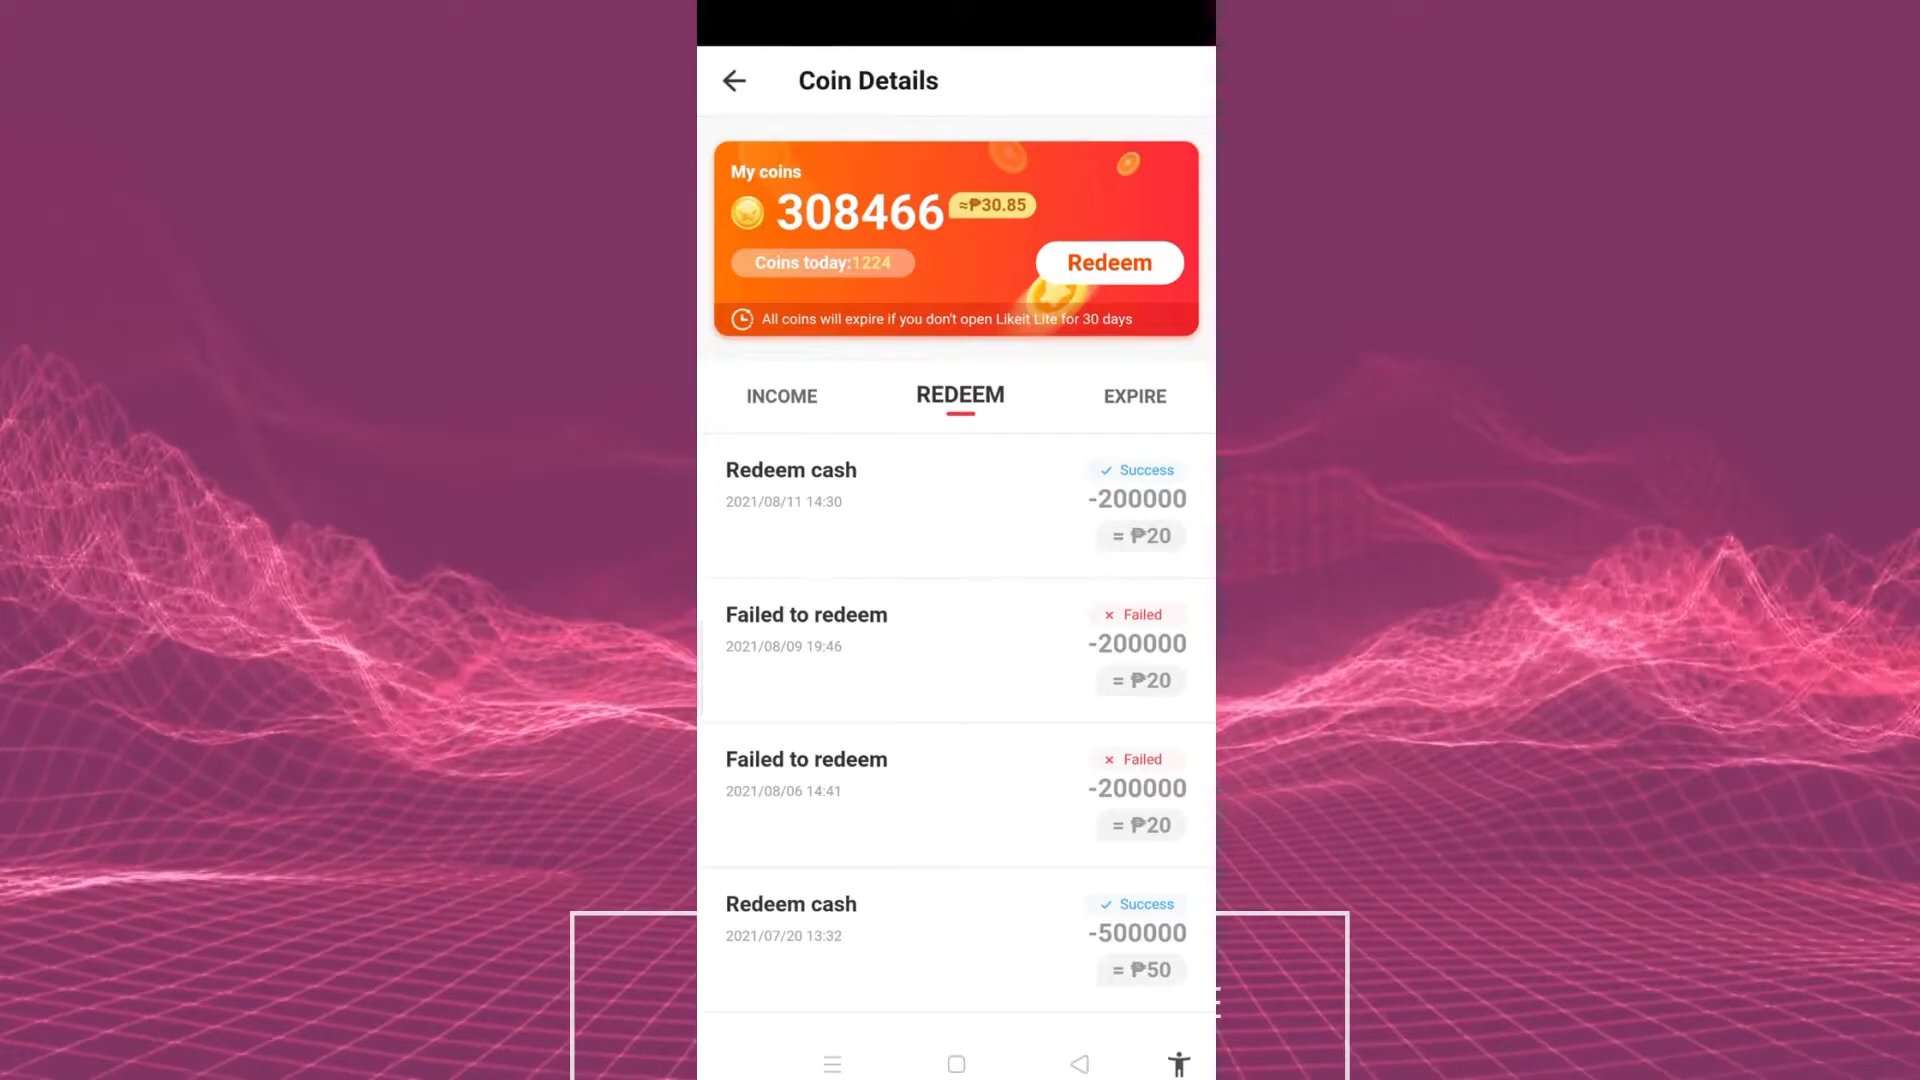 Coin Details
My coins
308466 ≈₱30.85
Coins today:1224
Redeem
All coins will expire if you don't open Likeit Lite for 30 days
INCOME REDEEM EXPIRE
Redeem cash Success
2021/08/11 14:30 -200000
= ₱20
Failed to redeem Failed
2021/08/09 19:46 -200000
= ₱20
Failed to redeem Failed
2021/08/06 14:41 -200000
= ₱20
Redeem cash Success
2021/07/20 13:32 -500000
= ₱50